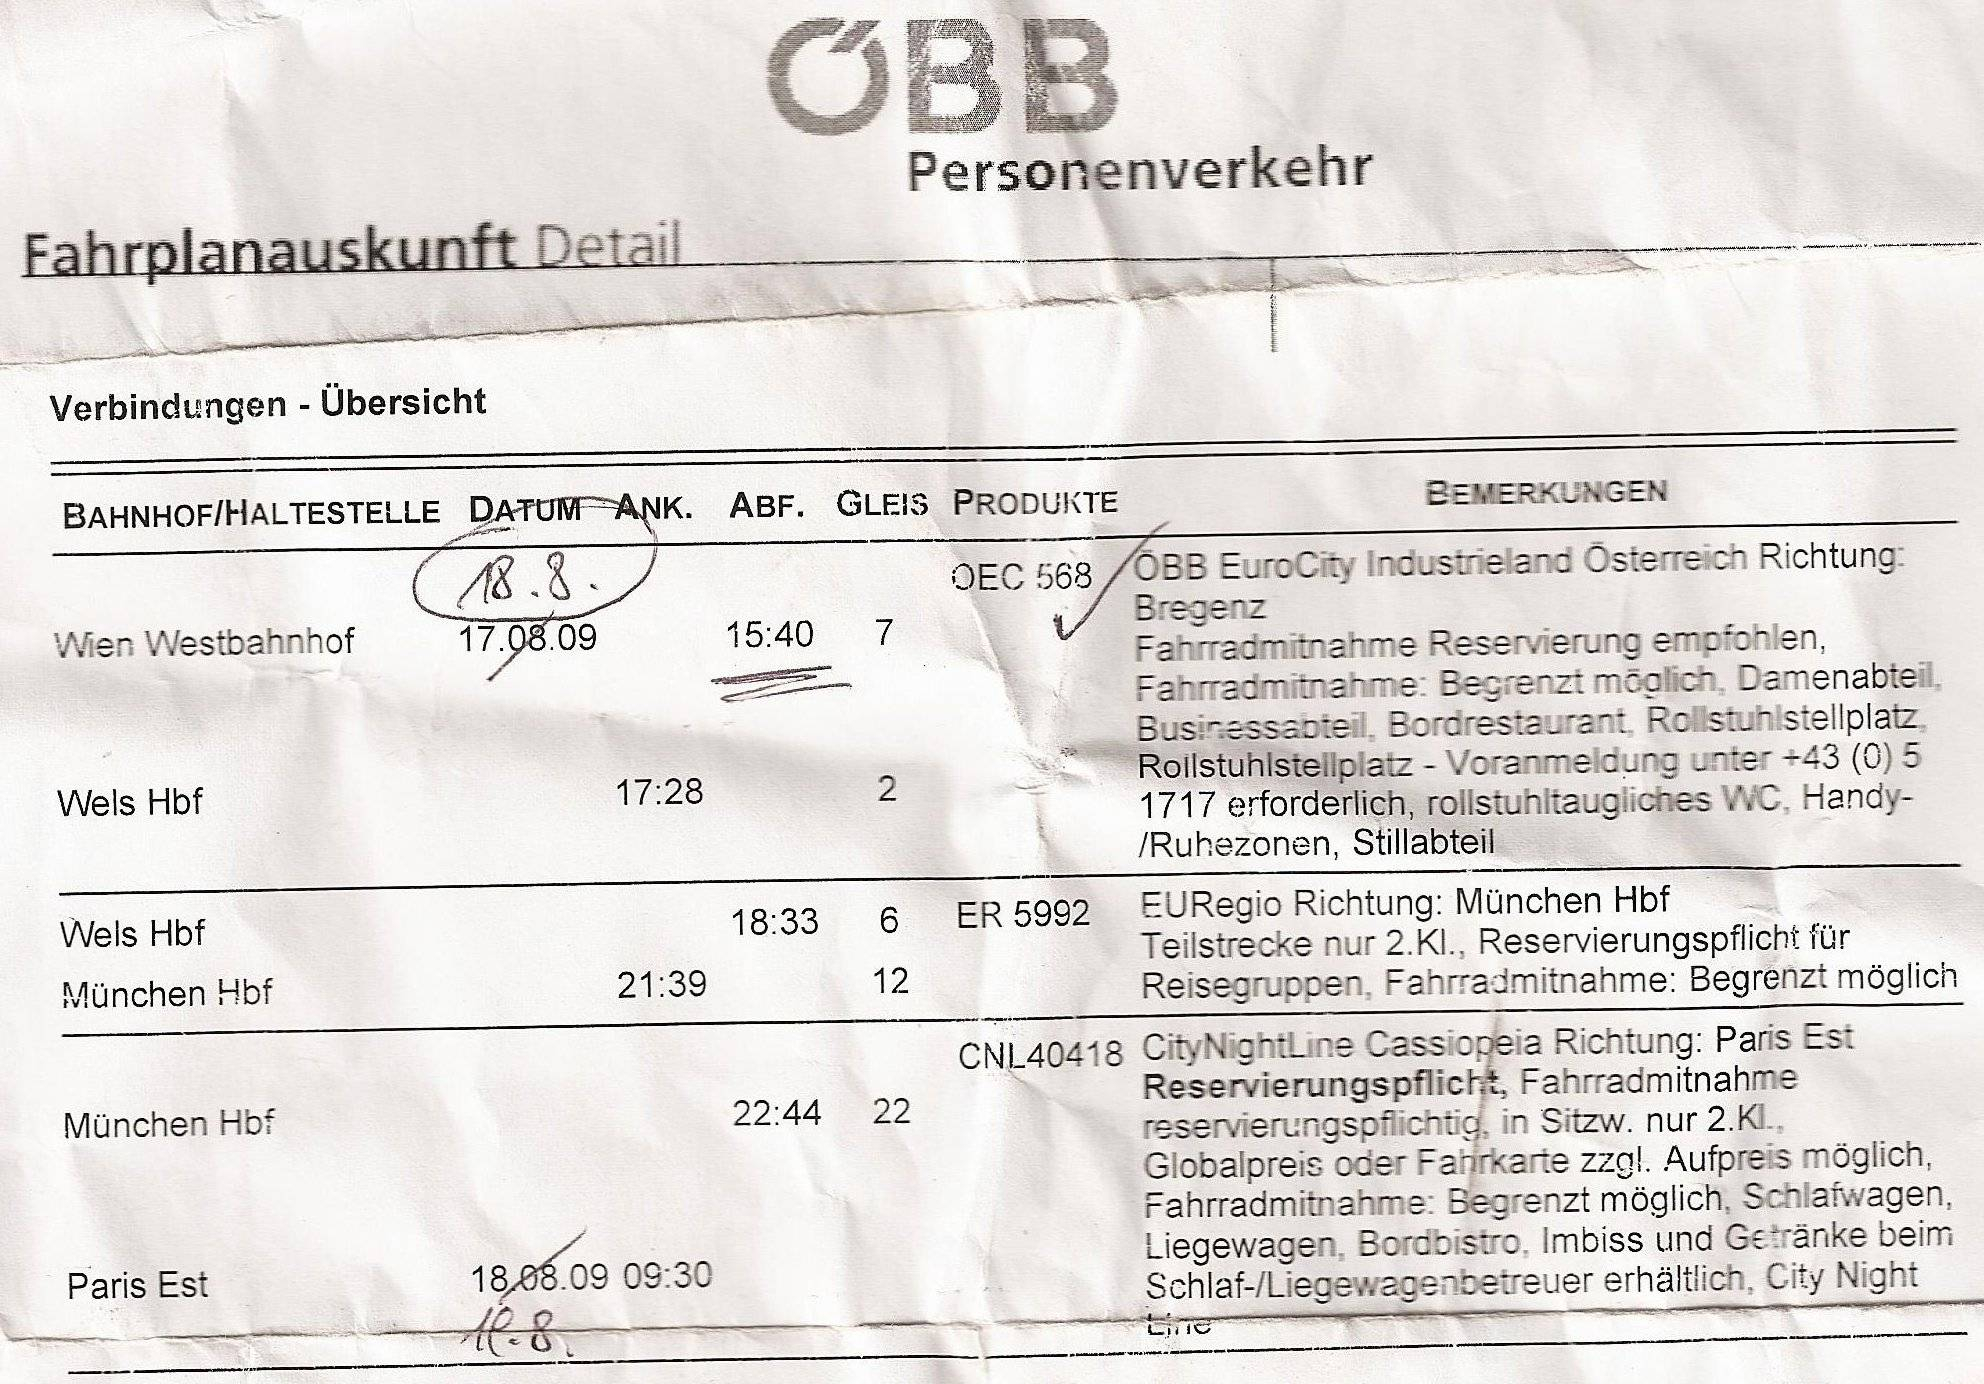 ÖBB
Personenverkehr
Fahrplanauskunft Detail
Verbindungen - Übersicht
BAHNHOF/HALTESTELLE DATUM ANK. ABF. GLEIS PRODUKTE BEMERKUNGEN
18.8.
OEC 568 ÖBB EuroCity Industrieland Österreich Richtung:
Bregenz
Wien Westbahnhof 17.08.09 15:40 7 Fahrradmitnahme Reservierung empfohlen,
Fahrradmitnahme: Begrenzt möglich, Damenabteil,
Businessabteil, Bordrestaurant, Rollstuhlstellplatz,
Rollstuhlstellplatz - Voranmeldung unter +43 (0) 5
Wels Hbf 17:28 2 1717 erforderlich, rollstuhltaugliches WC, Handy-
/Ruhezonen, Stillabteil
Wels Hbf 18:33 6 ER 5992 EURegio Richtung: München Hbf
Teilstrecke nur 2.Kl., Reservierungspflicht für
München Hbf 21:39 12 Reisegruppen, Fahrradmitnahme: Begrenzt möglich
CNL40418 CityNightLine Cassiopeia Richtung: Paris Est
Reservierungspflicht, Fahrradmitnahme
München Hbf 22:44 22 reservierungspflichtig, in Sitzw. nur 2.Kl.,
Globalpreis oder Fahrkarte zzgl. Aufpreis möglich,
Fahrradmitnahme: Begrenzt möglich, Schlafwagen,
Liegewagen, Bordbistro, Imbiss und Getränke beim
Paris Est 18.08.09 09:30 Schlaf-/Liegewagenbetreuer erhältlich, City Night
Line
19.8.